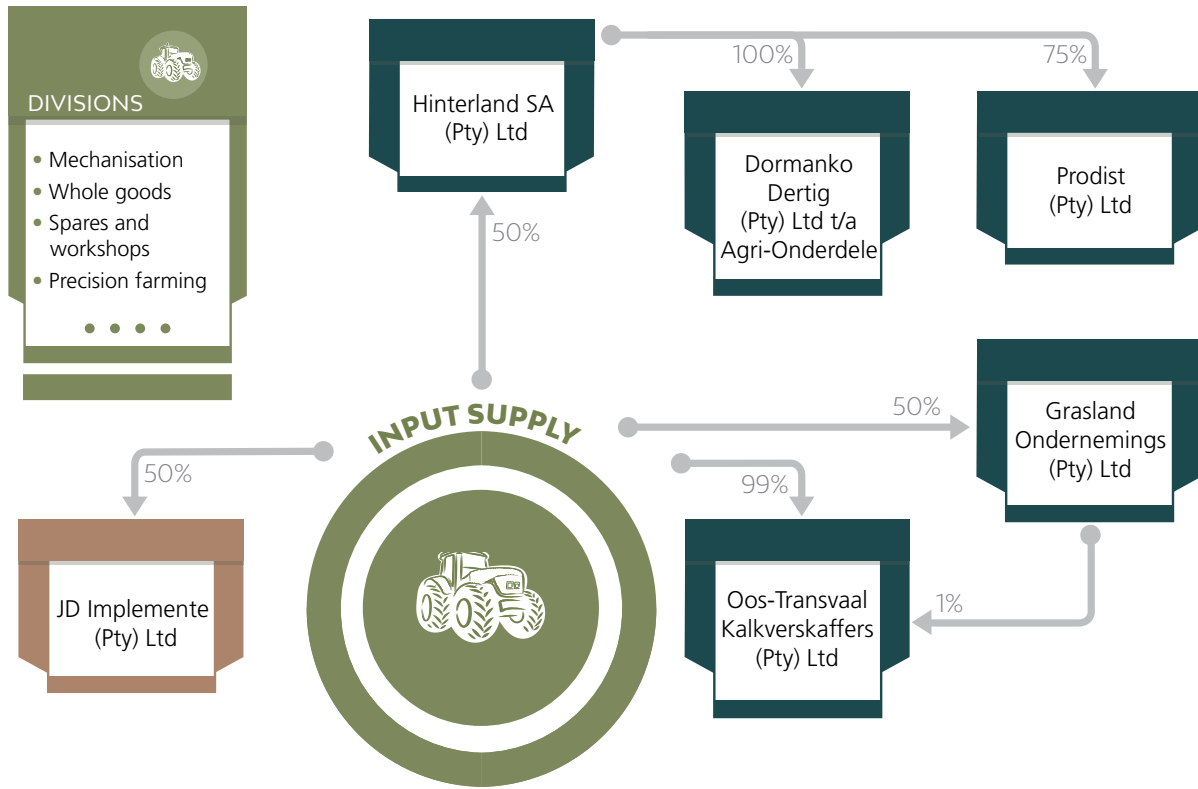 DIVISIONS
• Mechanisation
• Whole goods
• Spares and
workshops
• Precision farming
Hinterland SA
(Pty) Ltd
100%
75%
Dormanko
Dertig
(Pty) Ltd t/a
Agri-Onderdele
Prodist
(Pty) Ltd
50%
INPUT SUPPLY
50%
Grasland
Ondernemings
(Pty) Ltd
50%
99%
JD Implemente
(Pty) Ltd
Oos-Transvaal
Kalkverskaffers
(Pty) Ltd
1%